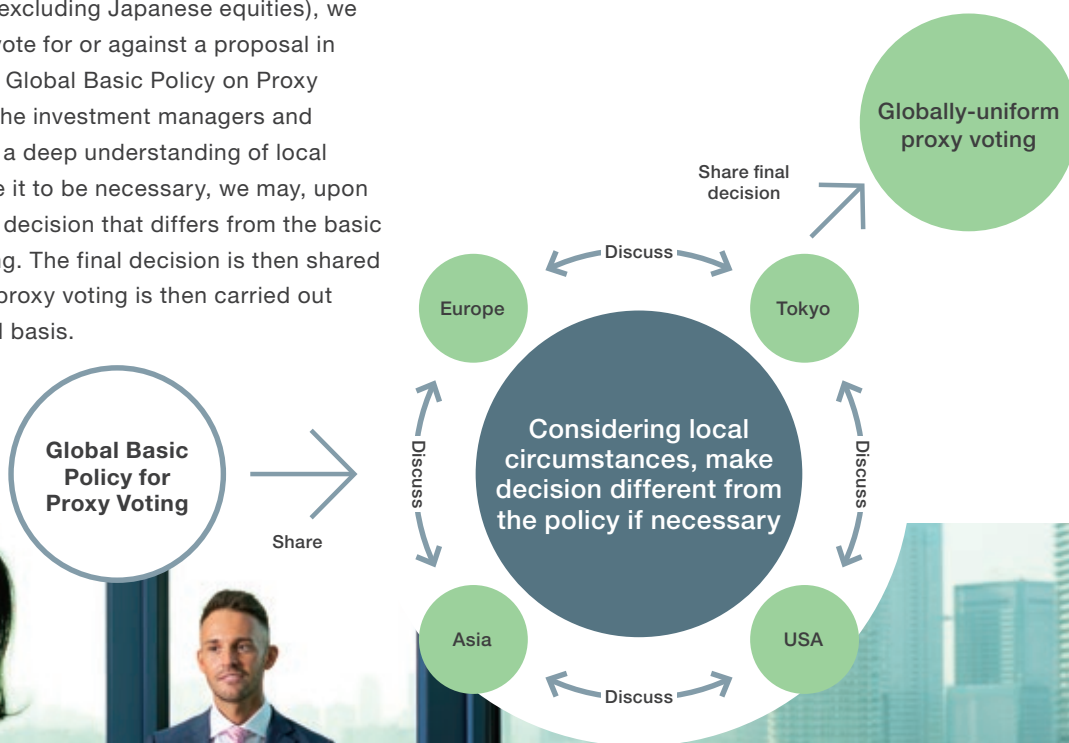 excluding Japanese equities), we
vote for or against a proposal in
Global Basic Policy on Proxy
he investment managers and
a deep understanding of local
e it to be necessary, we may, upon
decision that differs from the basic
g. The final decision is then shared
proxy voting is then carried out
l basis.
Globally-uniform
proxy voting
Share final
decision
Discuss
Europe
Tokyo
Global Basic
Policy for
Proxy Voting
Share
Discuss
Considering local
circumstances, make
decision different from
the policy if necessary
Discuss
Asia
USA
Discuss